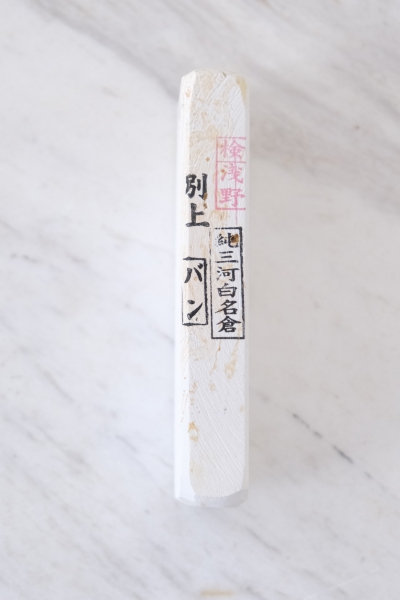 検浅野
純三河白名倉
別上
バン